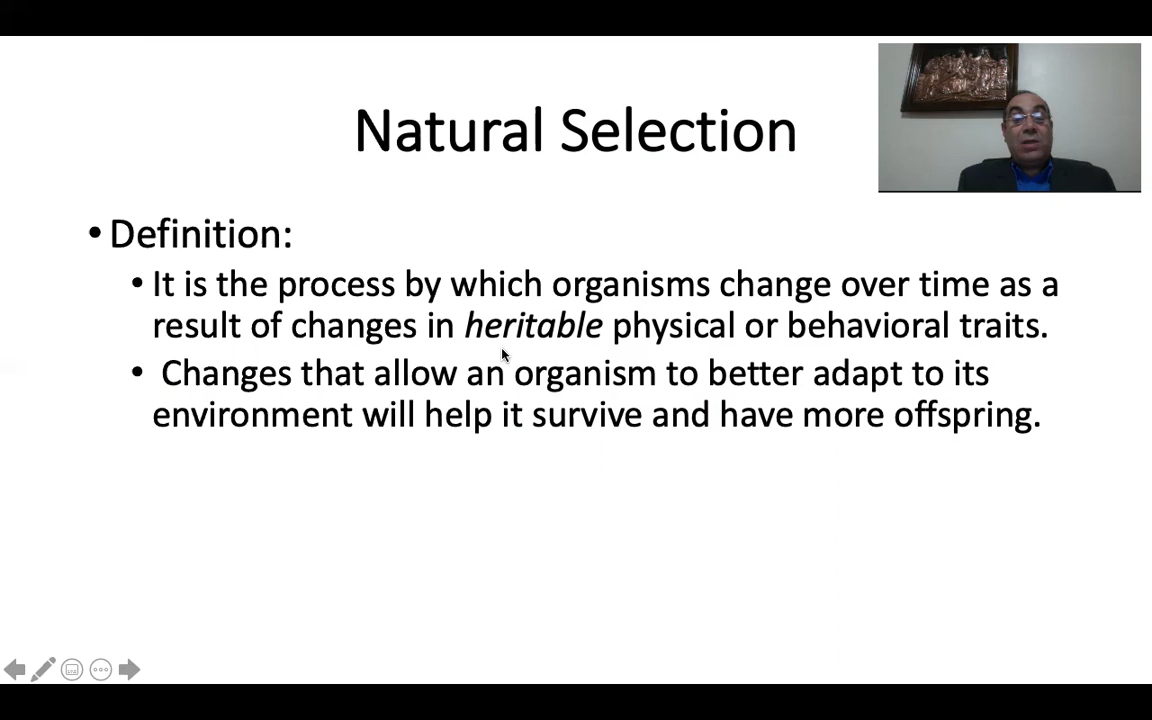 Natural Selection
• Definition:
• It is the process by which organisms change over time as a
result of changes in heritable physical or behavioral traits.
• Changes that allow an organism to better adapt to its
environment will help it survive and have more offspring.